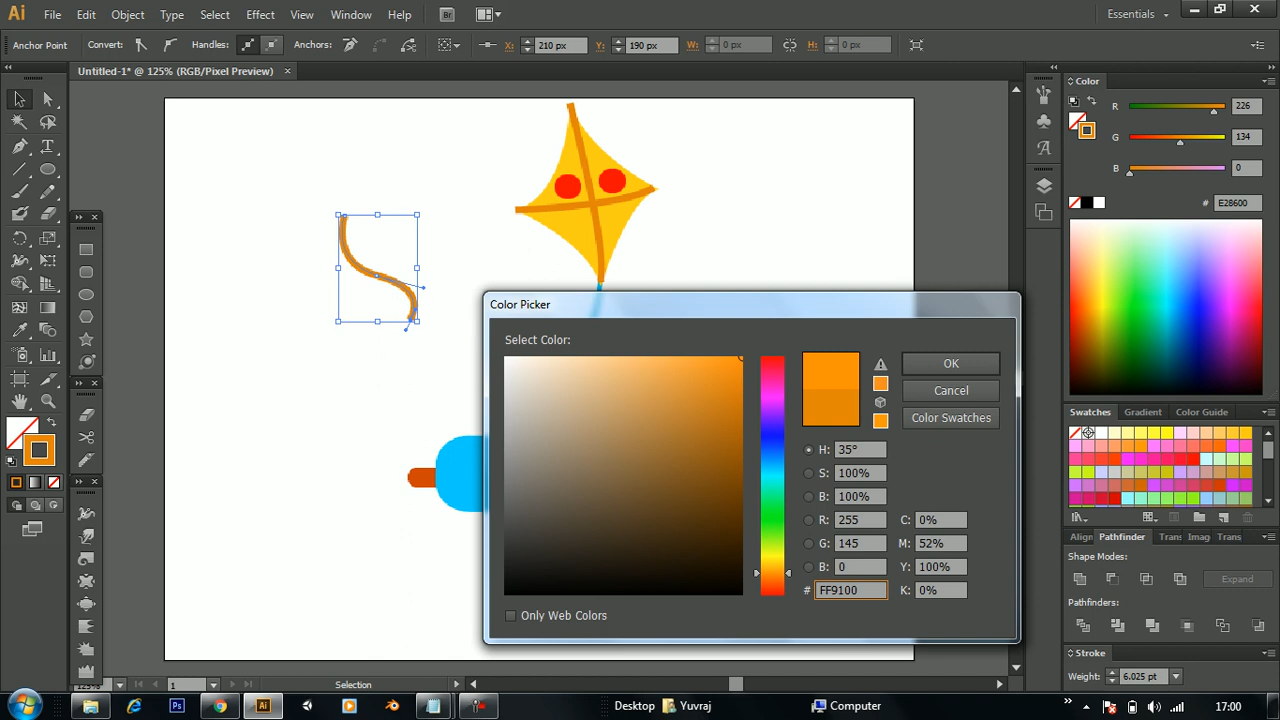 Ai File Edit Object Type Select Effect View Window Help Br Essentials
Anchor Point Convert: Handles: Anchors: X: 210 px Y: 190 px W: 0 px H: 0 px
Untitled-1* @ 125% (RGB/Pixel Preview)
Color
R 226
G 134
B 0
# E28600
Color Picker
Select Color:
OK
Cancel
Color Swatches
H: 35°
S: 100%
B: 100%
R: 255 C: 0%
G: 145 M: 52%
B: 0 Y: 100%
# FF9100 K: 0%
Only Web Colors
Swatches Gradient Color Guide
Align Pathfinder Trans Imag Trans
Shape Modes:
Expand
Pathfinders:
Stroke
Weight: 6.025 pt
125% 1 Selection
Ps Ai Desktop Yuvraj Computer 17:00